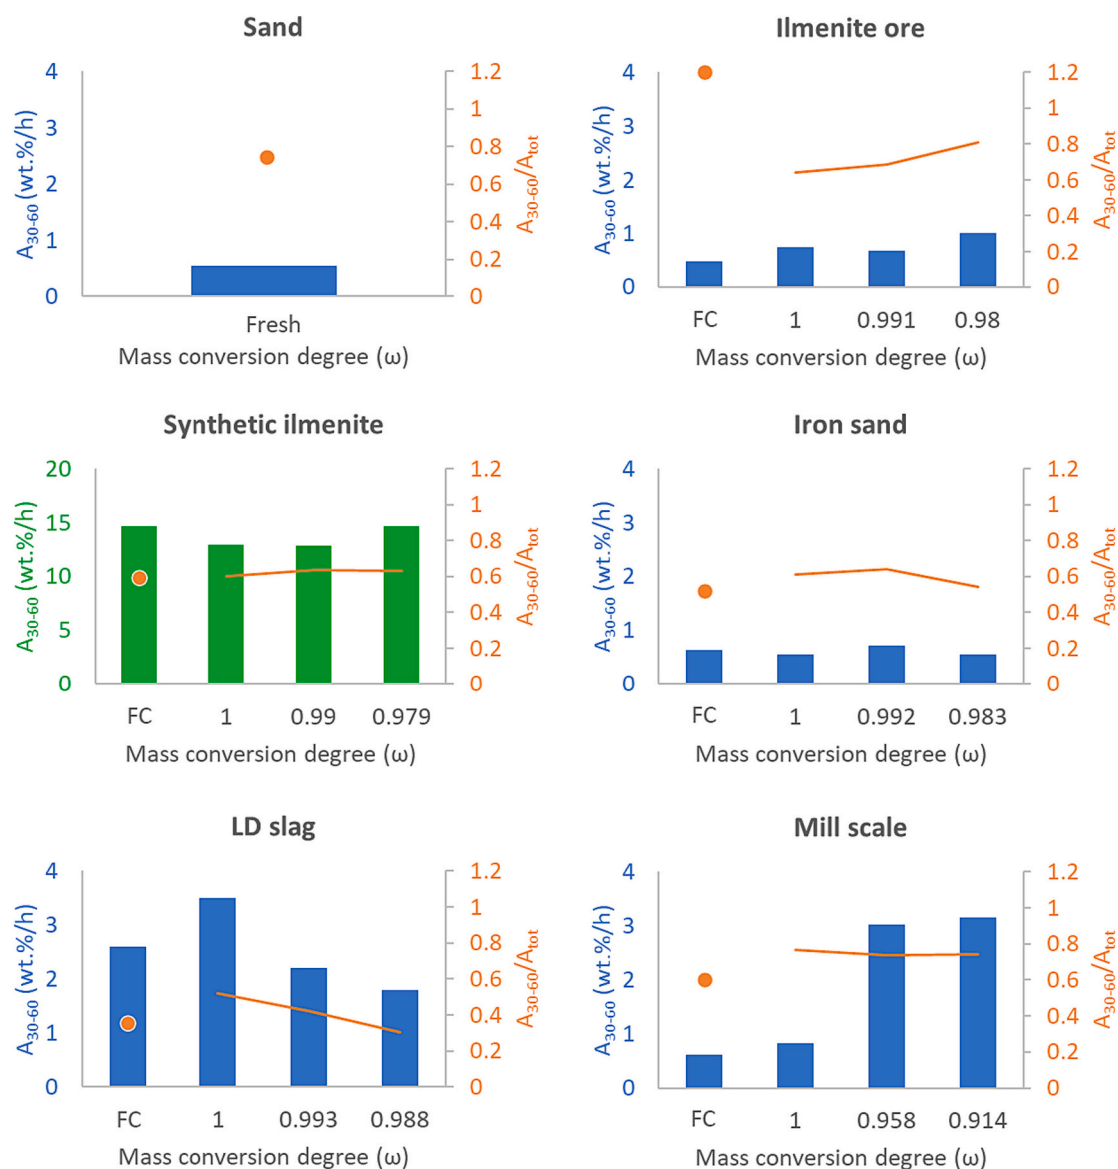 Sand
4
3
2
1
0
A30-60 (wt.%/h)
1.2
1
0.8
0.6
0.4
0.2
0
A30-60/Atot
Fresh
Mass conversion degree (ω)
Ilmenite ore
4
3
2
1
0
A30-60 (wt.%/h)
1.2
1
0.8
0.6
0.4
0.2
0
A30-60/Atot
FC 1 0.991 0.98
Mass conversion degree (ω)
Synthetic ilmenite
20
15
10
5
0
A30-60 (wt.%/h)
1.2
1
0.8
0.6
0.4
0.2
0
A30-60/Atot
FC 1 0.99 0.979
Mass conversion degree (ω)
Iron sand
4
3
2
1
0
A30-60 (wt.%/h)
1.2
1
0.8
0.6
0.4
0.2
0
A30-60/Atot
FC 1 0.992 0.983
Mass conversion degree (ω)
LD slag
4
3
2
1
0
A30-60 (wt.%/h)
1.2
1
0.8
0.6
0.4
0.2
0
A30-60/Atot
FC 1 0.993 0.988
Mass conversion degree (ω)
Mill scale
4
3
2
1
0
A30-60 (wt.%/h)
1.2
1
0.8
0.6
0.4
0.2
0
A30-60/Atot
FC 1 0.958 0.914
Mass conversion degree (ω)